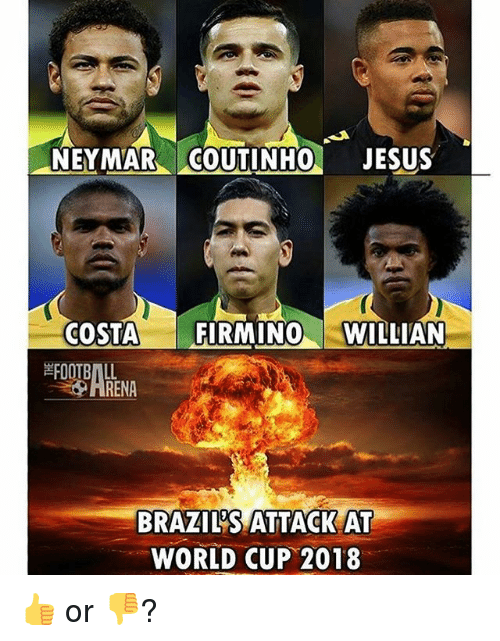 NEYMAR COUTINHO JESUS
COSTA FIRMINO WILLIAN
THE FOOTBALL
ARENA
BRAZIL'S ATTACK AT
WORLD CUP 2018
👍 or 👎?